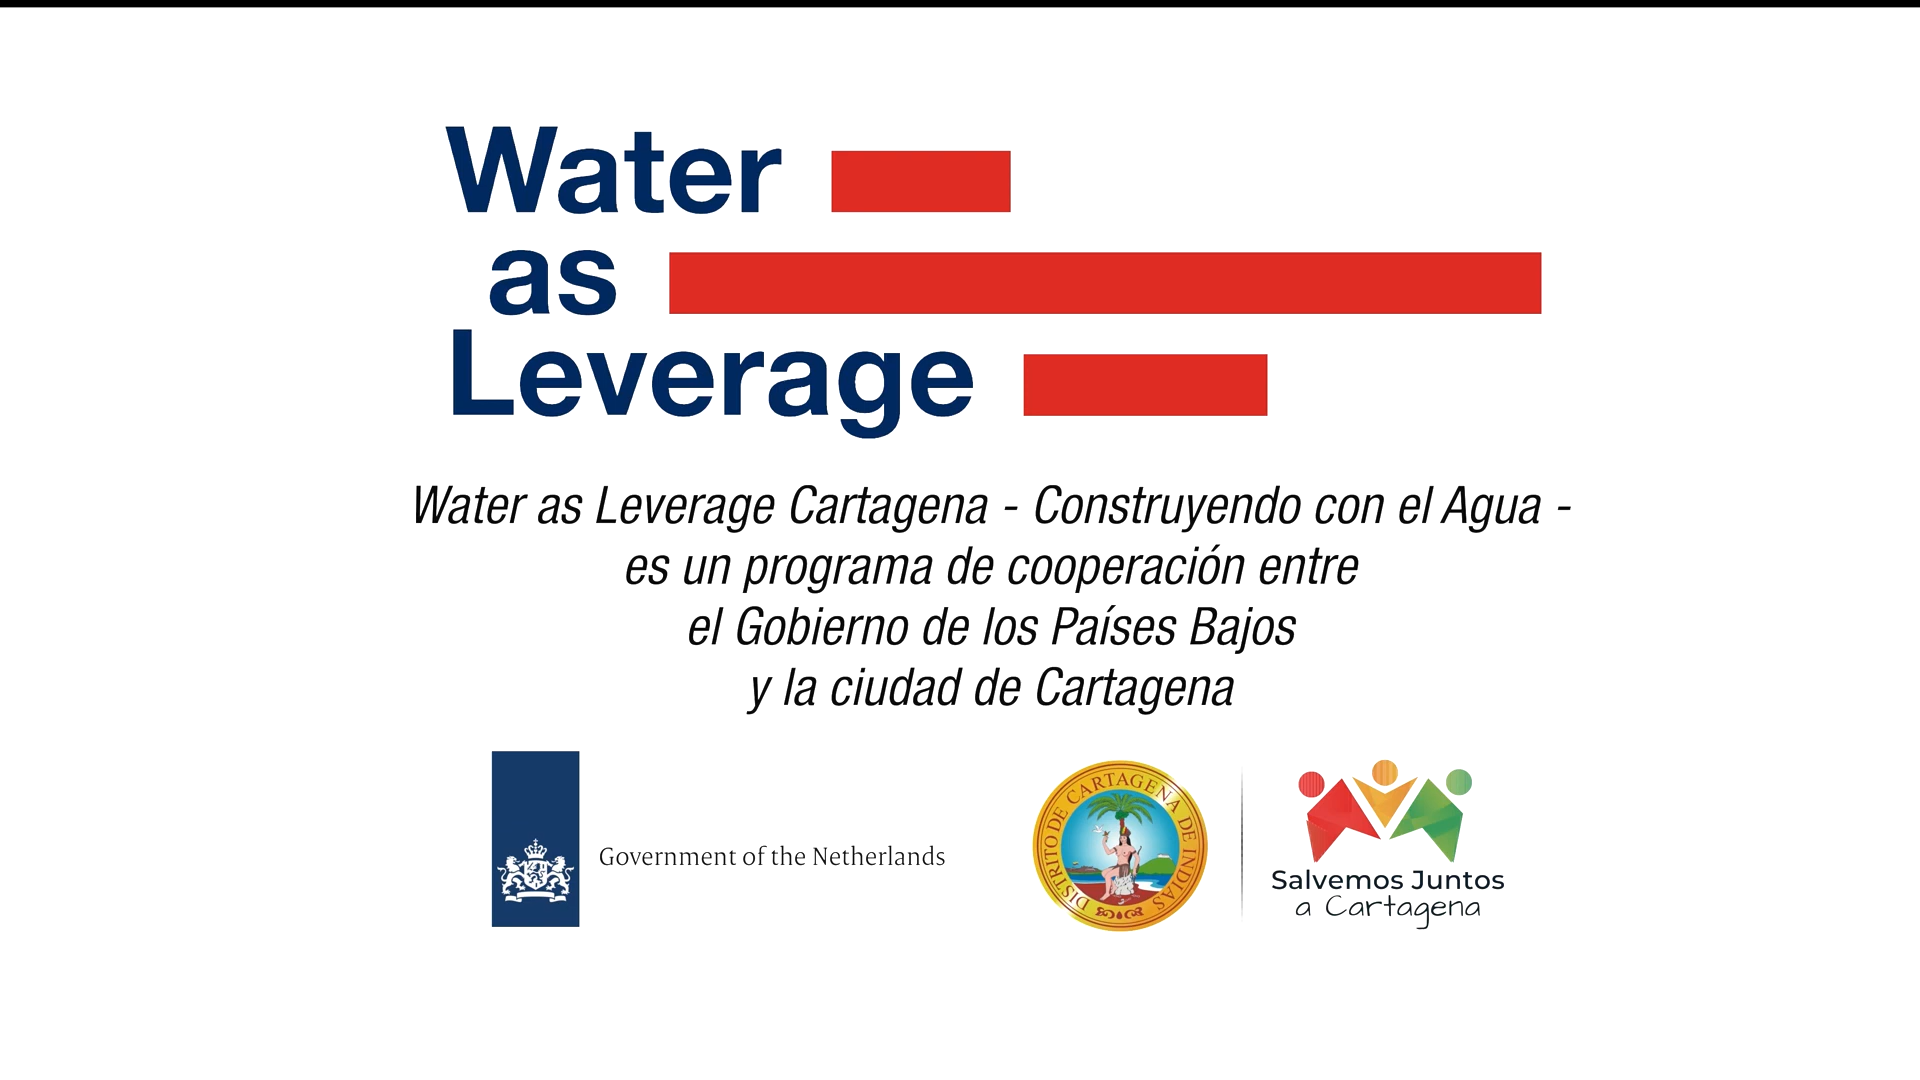 Water
as
Leverage
Water as Leverage Cartagena - Construyendo con el Agua -
es un programa de cooperación entre
el Gobierno de los Países Bajos
y la ciudad de Cartagena
Government of the Netherlands
DISTRITO DE CARTAGENA DE INDIAS
Salvemos Juntos
a Cartagena